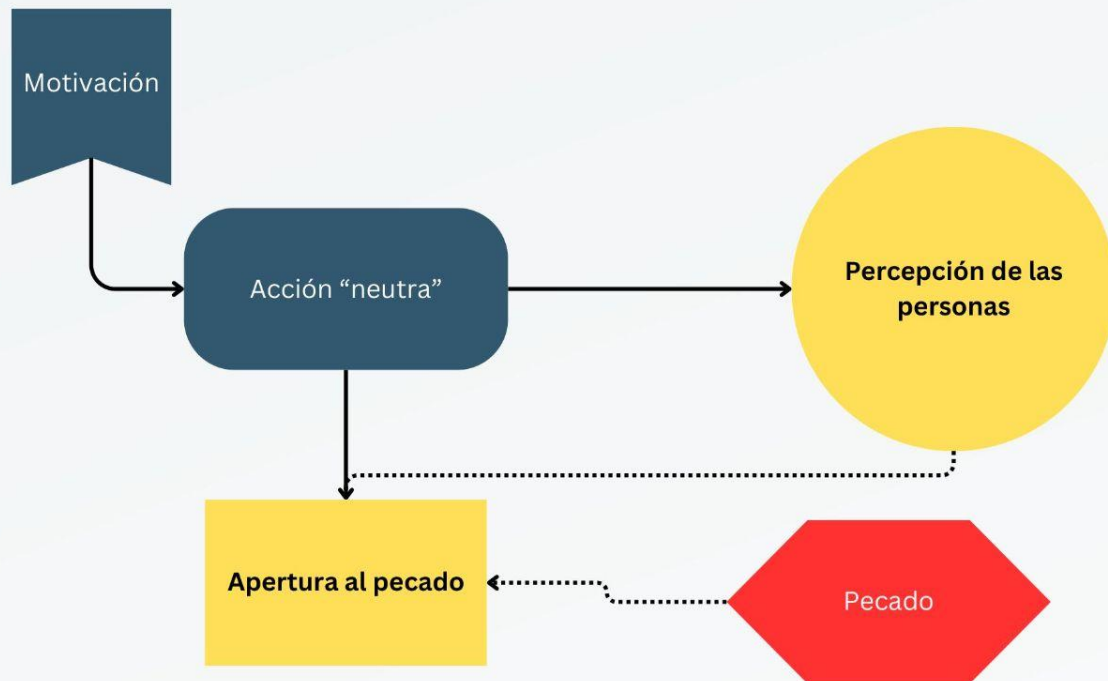 Motivación
Acción “neutra”
Percepción de las
personas
Apertura al pecado
Pecado